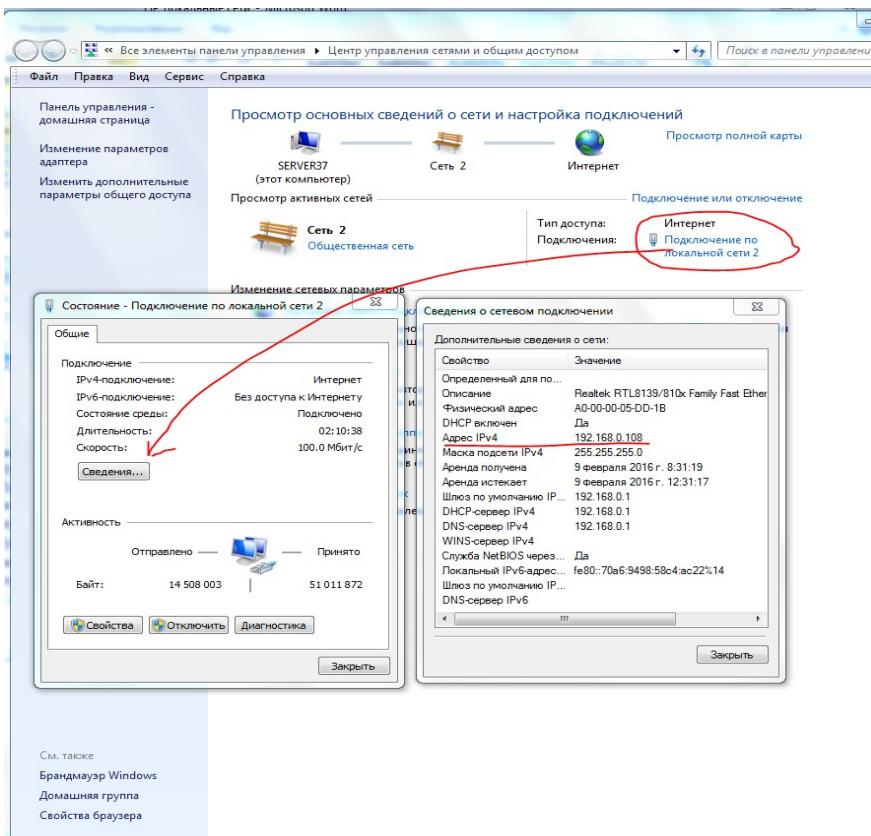 « Все элементы панели управления ▸ Центр управления сетями и общим доступом
Поиск в панели управлени
Файл Правка Вид Сервис Справка
Панель управления -
домашняя страница
Изменение параметров
адаптера
Изменить дополнительные
параметры общего доступа
Просмотр основных сведений о сети и настройка подключений
Просмотр полной карты
SERVER37
(этот компьютер)
Сеть 2
Интернет
Просмотр активных сетей
Подключение или отключение
Сеть 2
Общественная сеть
Тип доступа: Интернет
Подключения: Подключение по
локальной сети 2
Изменение сетевых параметров
Состояние - Подключение по локальной сети 2
Общие
Подключение
IPv4-подключение: Интернет
IPv6-подключение: Без доступа к Интернету
Состояние среды: Подключено
Длительность: 02:10:38
Скорость: 100.0 Мбит/с
Сведения...
Активность
Отправлено — — Принято
Байт: 14 508 003 | 51 011 872
Свойства Отключить Диагностика
Закрыть
Сведения о сетевом подключении
Дополнительные сведения о сети:
Свойство Значение
Определенный для по...
Описание Realtek RTL8139/810x Family Fast Ether
Физический адрес A0-00-00-05-DD-1B
DHCP включен Да
Адрес IPv4 192.168.0.108
Маска подсети IPv4 255.255.255.0
Аренда получена 9 февраля 2016 г. 8:31:19
Аренда истекает 9 февраля 2016 г. 12:31:17
Шлюз по умолчанию IP... 192.168.0.1
DHCP-сервер IPv4 192.168.0.1
DNS-сервер IPv4 192.168.0.1
WINS-сервер IPv4
Служба NetBIOS через... Да
Локальный IPv6-адрес... fe80::70a6:9498:58c4:ac22%14
Шлюз по умолчанию IP...
DNS-сервер IPv6
Закрыть
См. также
Брандмауэр Windows
Домашняя группа
Свойства браузера